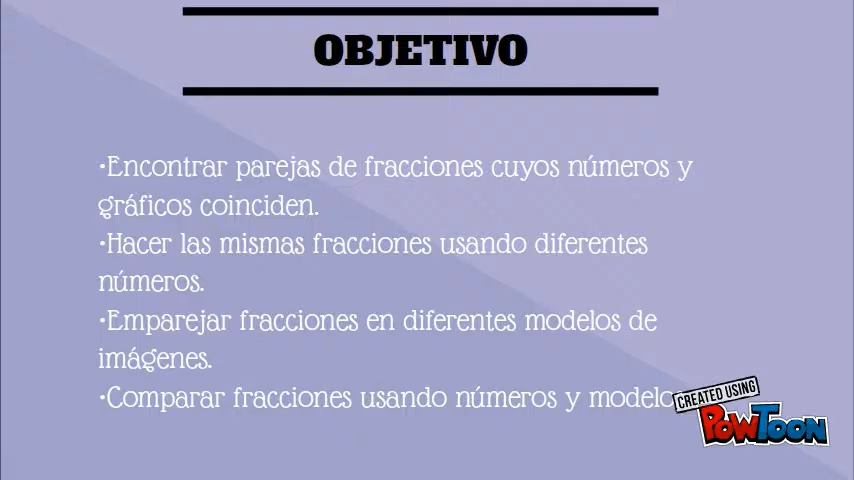 OBJETIVO
•Encontrar parejas de fracciones cuyos números y
gráficos coinciden.
•Hacer las mismas fracciones usando diferentes
números.
•Emparejar fracciones en diferentes modelos de
imágenes.
•Comparar fracciones usando números y modelo
CREATED USING
POWTOON